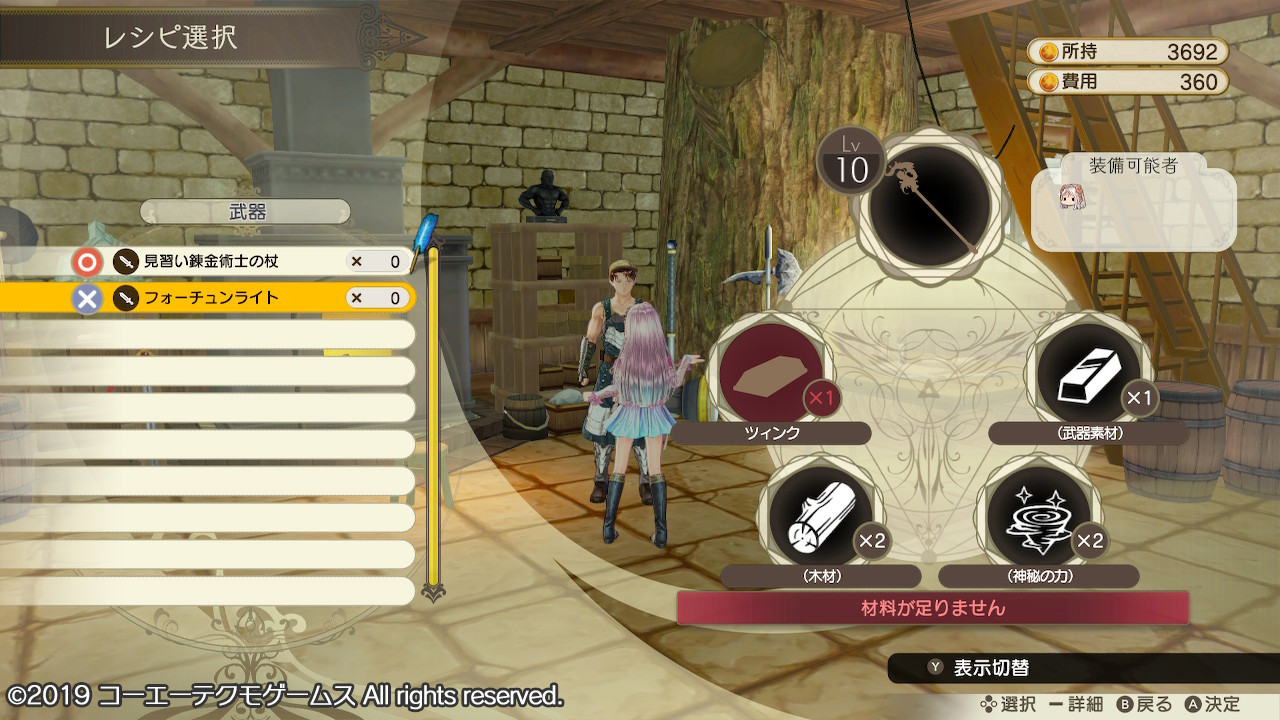 レシピ選択
所持 3692
費用 360
装備可能者
Lv
10
武器
見習い錬金術士の杖 × 0
フォーチュンライト × 0
×1
ツィンク
×1
(武器素材)
×2
(木材)
×2
(神秘の力)
材料が足りません
Y 表示切替
選択 詳細 B 戻る A 決定
©2019 コーエーテクモゲームス All rights reserved.